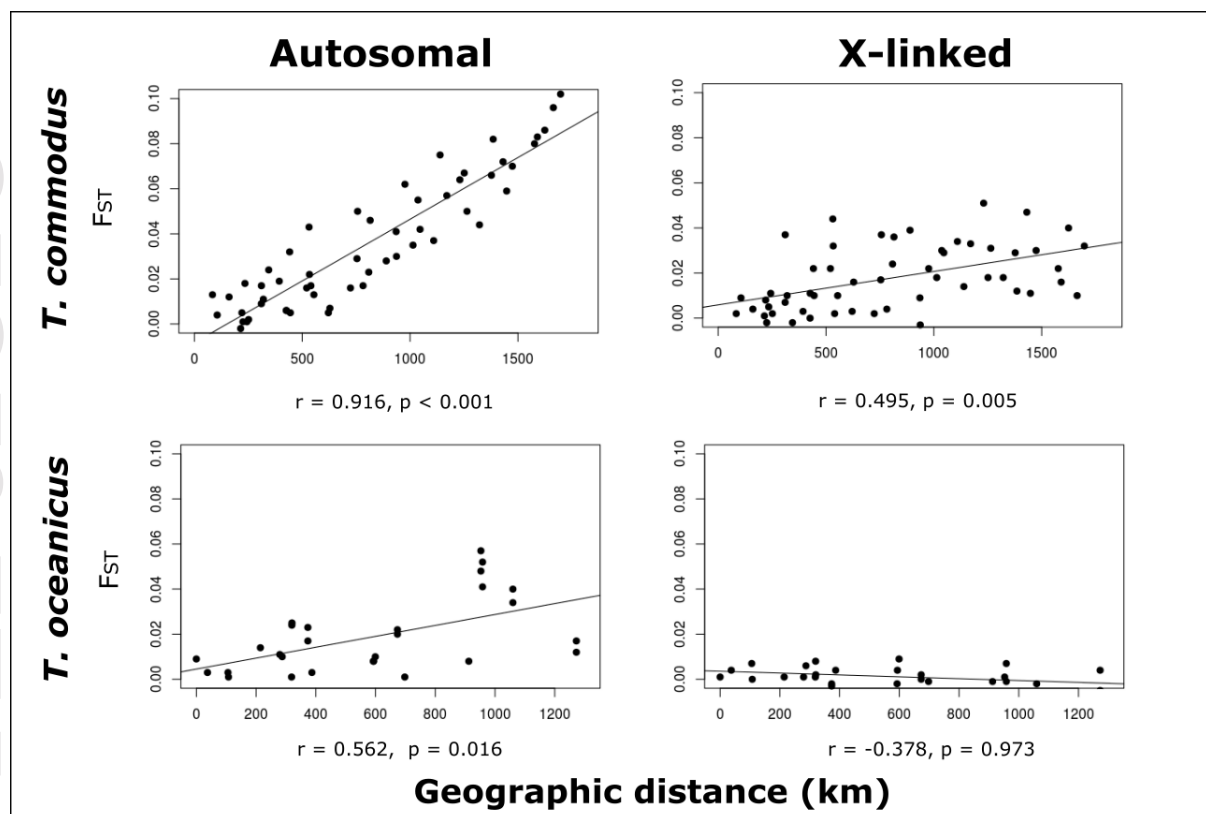 Autosomal X-linked
T. commodus
FST
0.00 0.02 0.04 0.06 0.08 0.10
0 500 1000 1500
r = 0.916, p < 0.001
0.00 0.02 0.04 0.06 0.08 0.10
0 500 1000 1500
r = 0.495, p = 0.005
T. oceanicus
FST
0.00 0.02 0.04 0.06 0.08 0.10
0 200 400 600 800 1000 1200
r = 0.562, p = 0.016
0.00 0.02 0.04 0.06 0.08 0.10
0 200 400 600 800 1000 1200
r = -0.378, p = 0.973
Geographic distance (km)